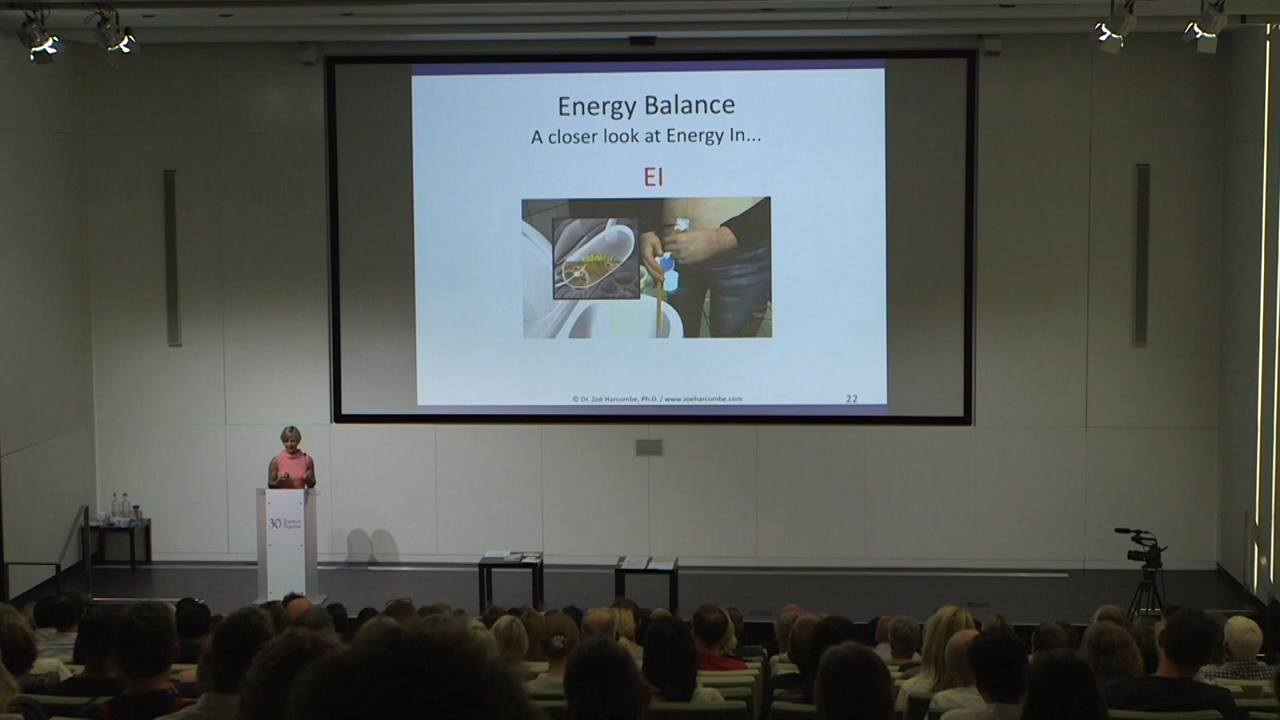 Energy Balance
A closer look at Energy In...
EI
© Dr. Zoë Harcombe, Ph.D. / www.zoeharcombe.com
22
30